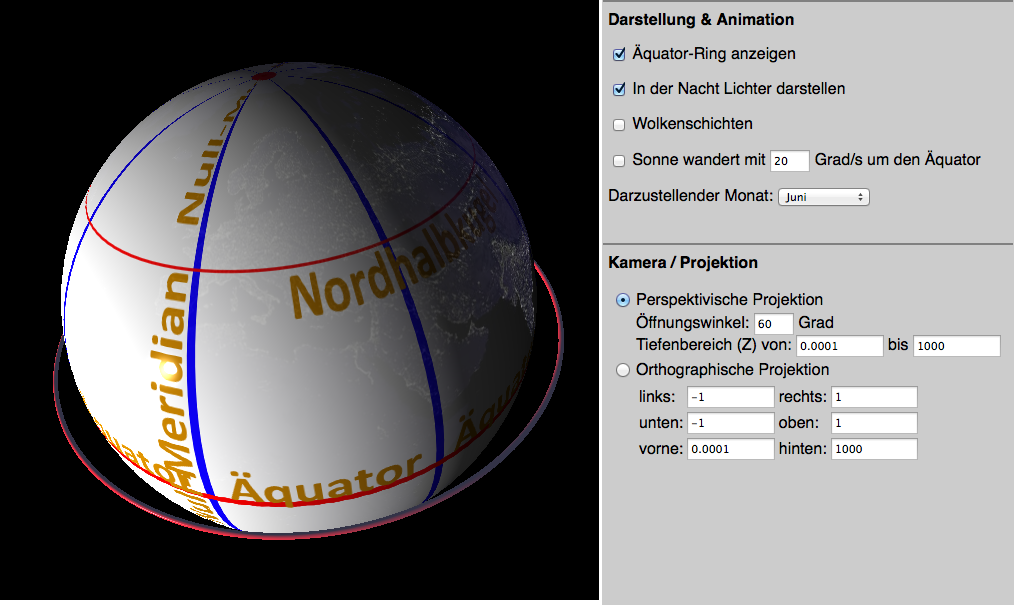 Null-
Meridian
Nordhalbkugel
Äquator
Darstellung & Animation
Äquator-Ring anzeigen
In der Nacht Lichter darstellen
Wolkenschichten
Sonne wandert mit 20 Grad/s um den Äquator
Darzustellender Monat: Juni
Kamera / Projektion
Perspektivische Projektion
Öffnungswinkel: 60 Grad
Tiefenbereich (Z) von: 0.0001 bis 1000
Orthographische Projektion
links: -1 rechts: 1
unten: -1 oben: 1
vorne: 0.0001 hinten: 1000